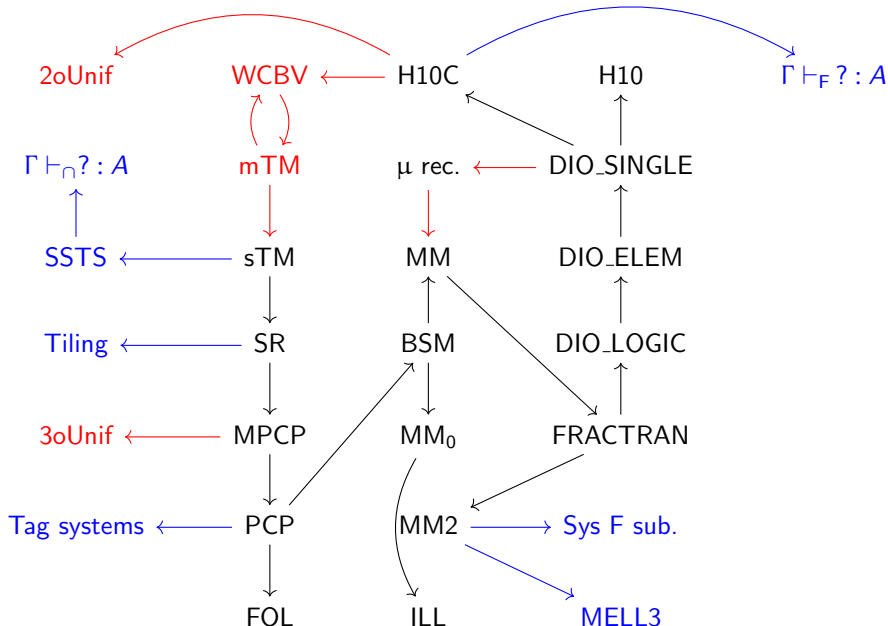 2oUnif WCBV H10C H10 Γ ⊢F ? : A
Γ ⊢∩? : A mTM μ rec. DIO_SINGLE
SSTS sTM MM DIO_ELEM
Tiling SR BSM DIO_LOGIC
3oUnif MPCP MM₀ FRACTRAN
Tag systems PCP MM2 Sys F sub.
FOL ILL MELL3